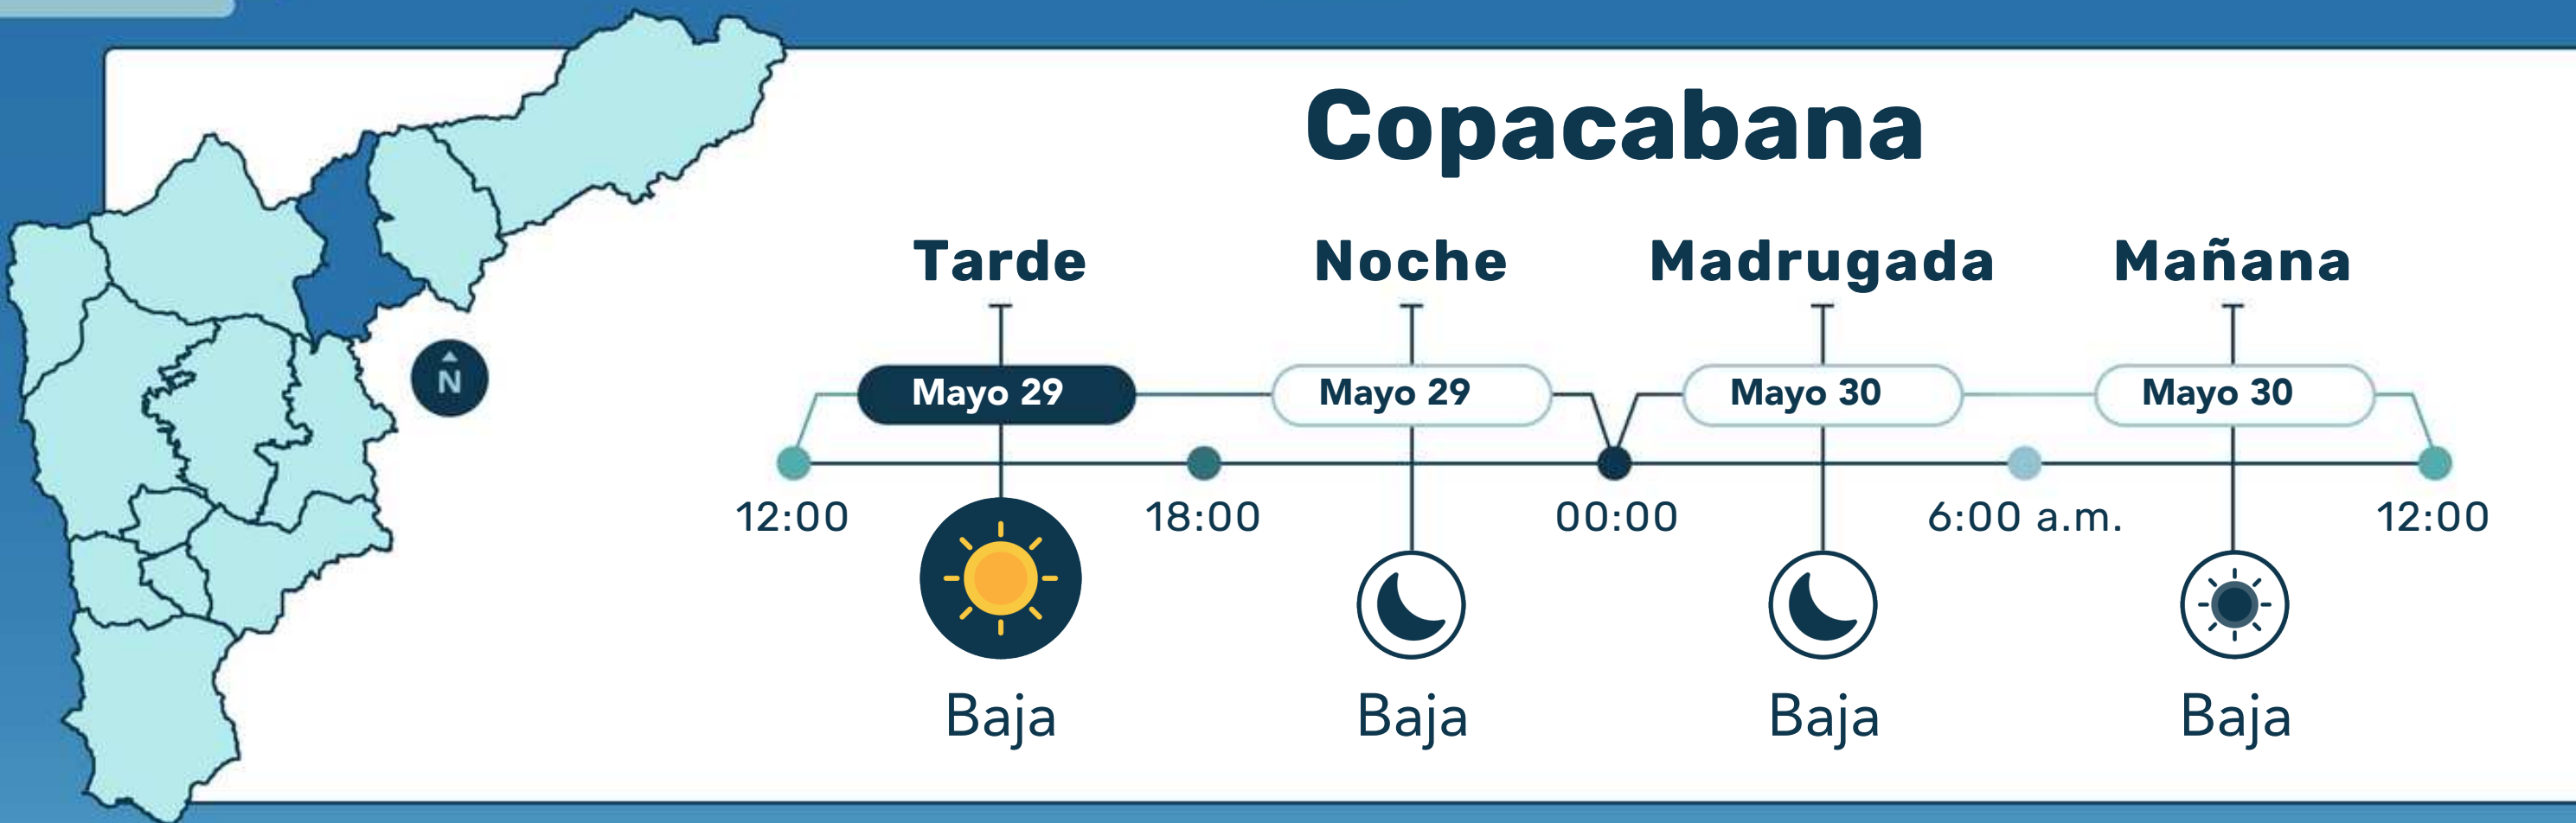 Copacabana
Tarde Noche Madrugada Mañana
Mayo 29 Mayo 29 Mayo 30 Mayo 30
N
12:00 18:00 00:00 6:00 a.m. 12:00
Baja Baja Baja Baja